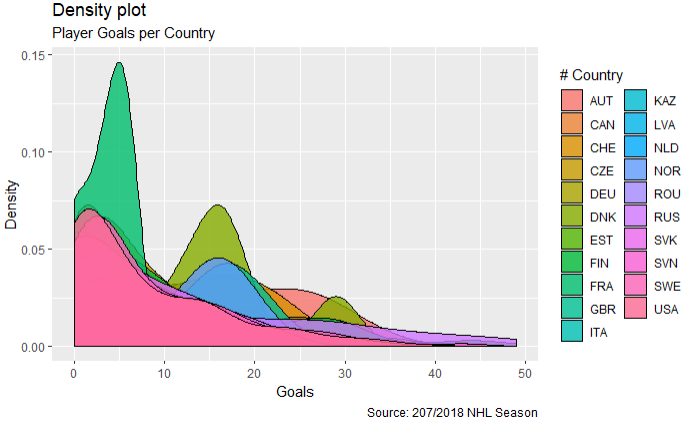 Density plot
Player Goals per Country
0.15
0.10
0.05
0.00
Density
0
10
20
30
40
50
Goals
# Country
AUT
CAN
CHE
CZE
DEU
DNK
EST
FIN
FRA
GBR
ITA
KAZ
LVA
NLD
NOR
ROU
RUS
SVK
SVN
SWE
USA
Source: 207/2018 NHL Season